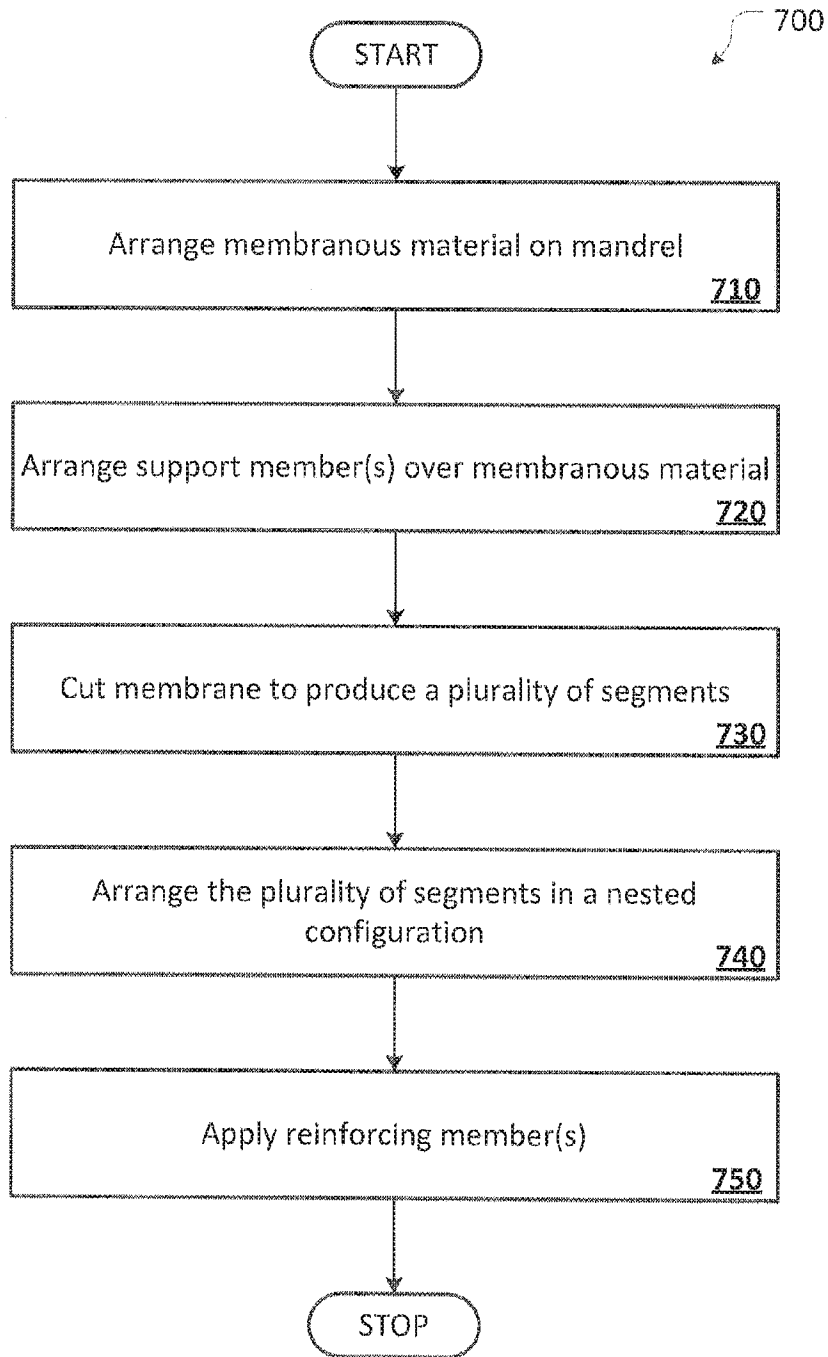 700
START
Arrange membranous material on mandrel
710
Arrange support member(s) over membranous material
720
Cut membrane to produce a plurality of segments
730
Arrange the plurality of segments in a nested
configuration
740
Apply reinforcing member(s)
750
STOP